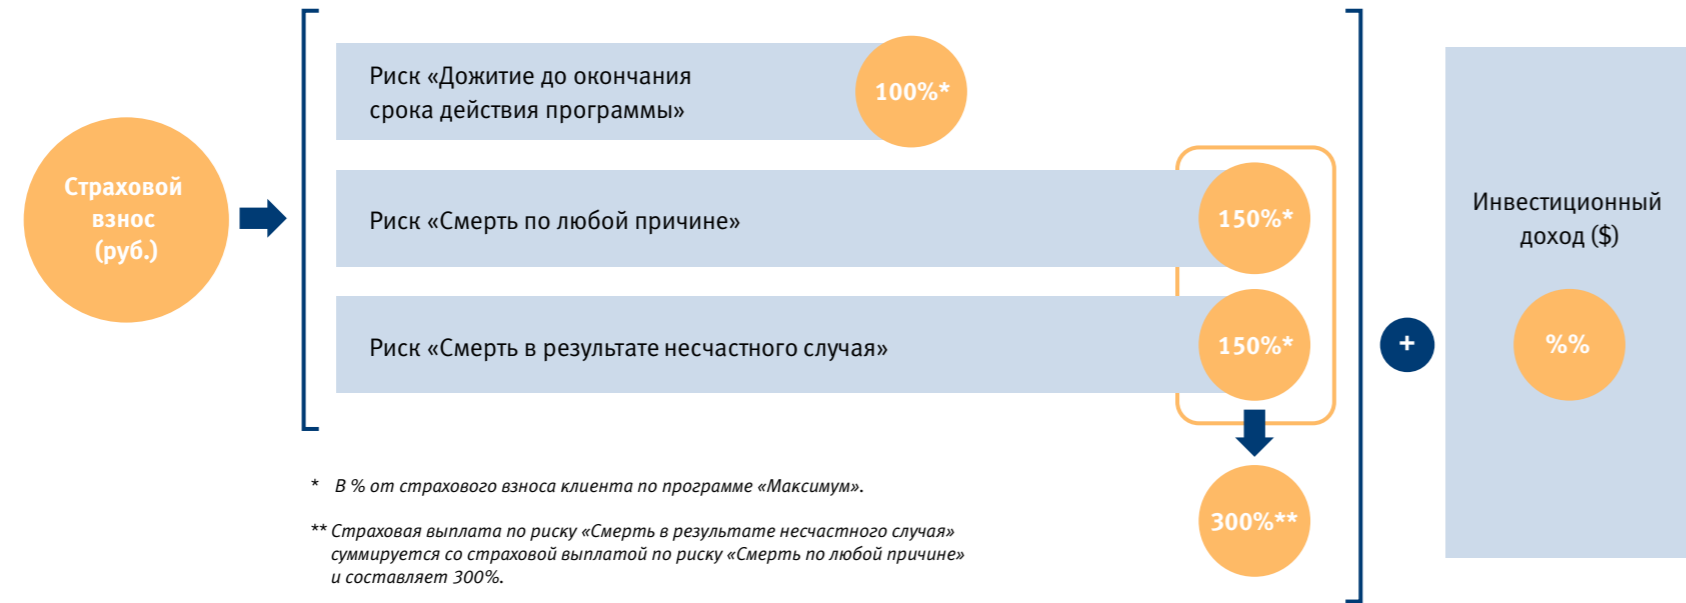 Страховой
взнос
(руб.)
Риск «Дожитие до окончания
срока действия программы»
100%*
Риск «Смерть по любой причине»
150%*
Риск «Смерть в результате несчастного случая»
150%*
300%**
+
Инвестиционный
доход ($)
%%
* В % от страхового взноса клиента по программе «Максимум».
** Страховая выплата по риску «Смерть в результате несчастного случая»
суммируется со страховой выплатой по риску «Смерть по любой причине»
и составляет 300%.